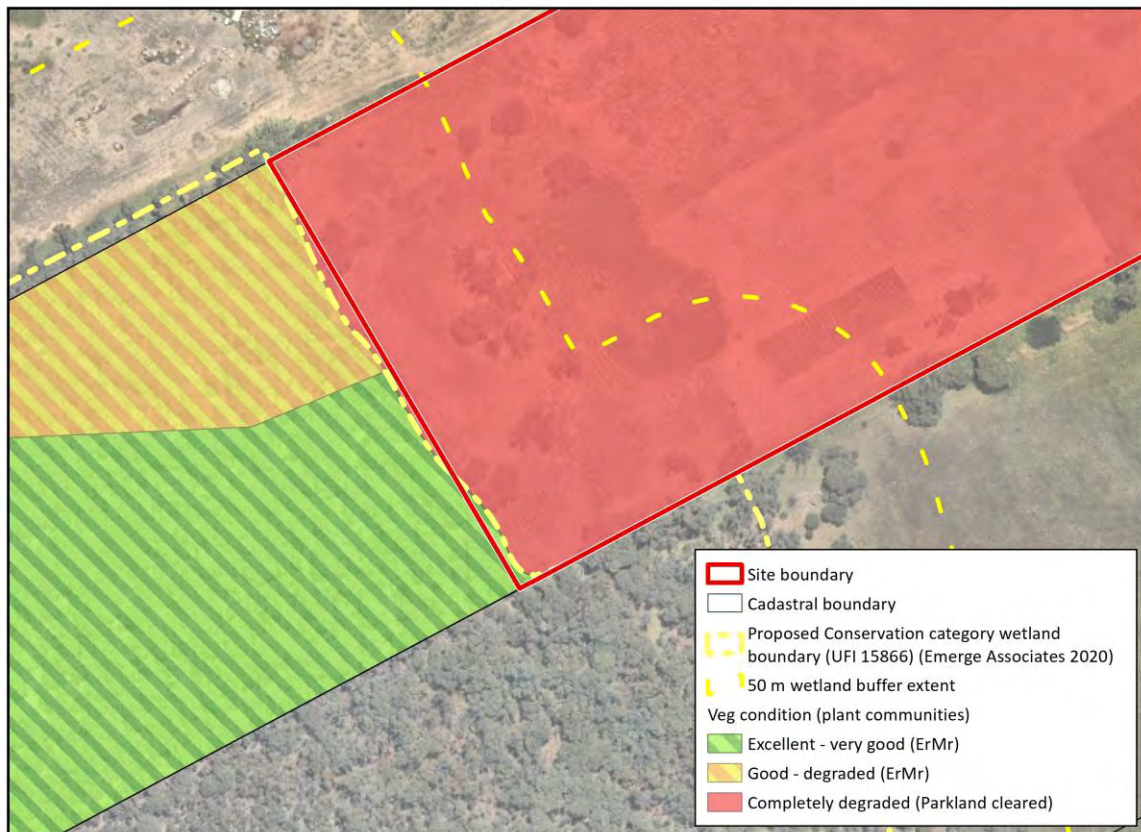 Site boundary
Cadastral boundary
Proposed Conservation category wetland
boundary (UFI 15866) (Emerge Associates 2020)
50 m wetland buffer extent
Veg condition (plant communities)
Excellent - very good (ErMr)
Good - degraded (ErMr)
Completely degraded (Parkland cleared)